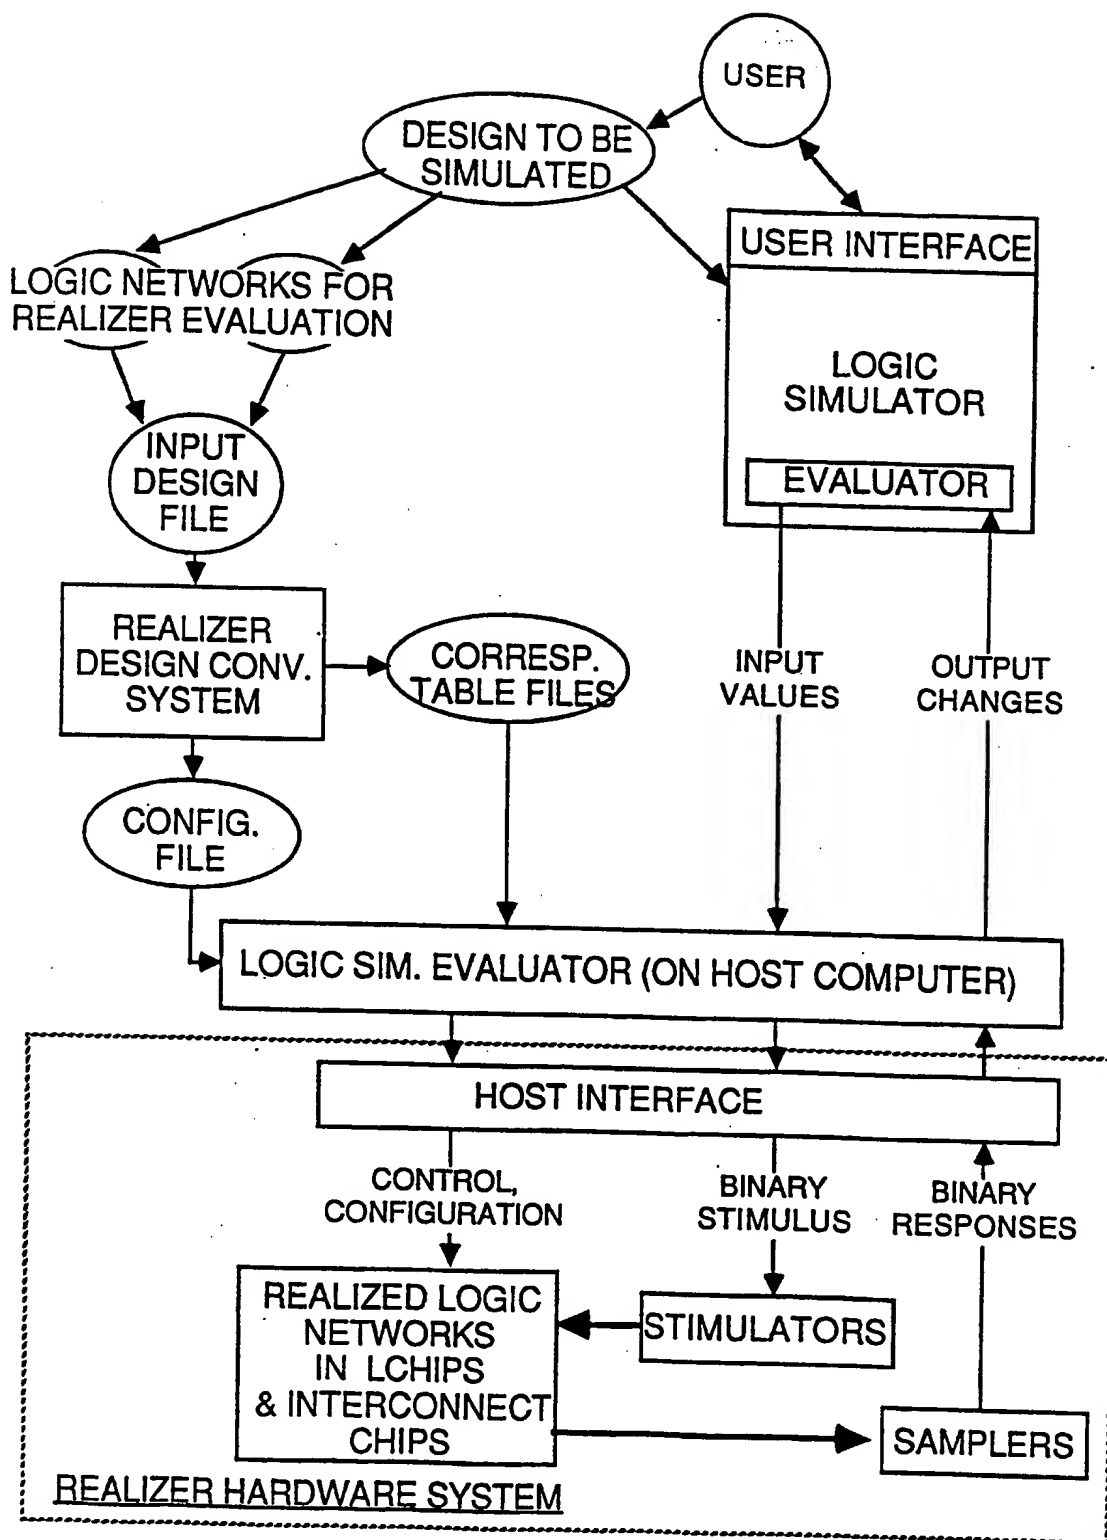 USER
DESIGN TO BE
SIMULATED
USER INTERFACE
LOGIC NETWORKS FOR
REALIZER EVALUATION
LOGIC
SIMULATOR
INPUT
DESIGN
FILE
EVALUATOR
REALIZER
DESIGN CONV.
SYSTEM
CORRESP.
TABLE FILES
INPUT
VALUES
OUTPUT
CHANGES
CONFIG.
FILE
LOGIC SIM. EVALUATOR (ON HOST COMPUTER)
HOST INTERFACE
CONTROL,
CONFIGURATION
BINARY
STIMULUS
BINARY
RESPONSES
REALIZED LOGIC
NETWORKS
IN LCHIPS
& INTERCONNECT
CHIPS
STIMULATORS
SAMPLERS
REALIZER HARDWARE SYSTEM